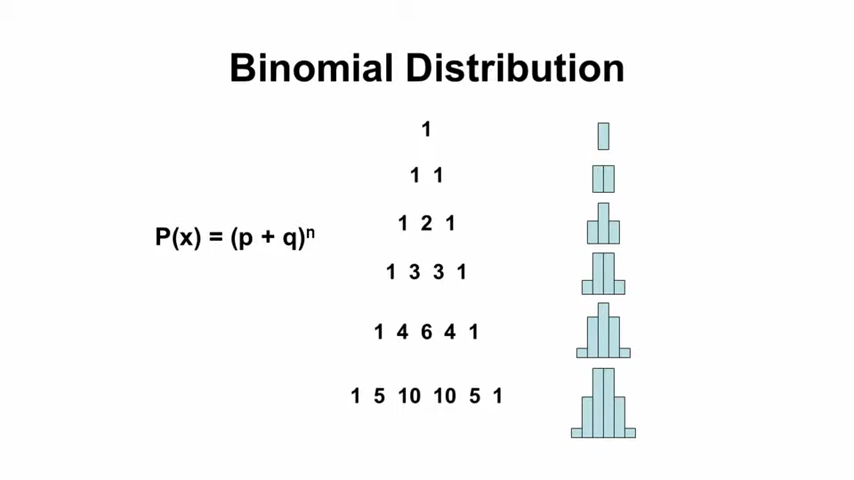 Binomial Distribution
1
1 1
1 2 1
P(x) = (p + q)ⁿ
1 3 3 1
1 4 6 4 1
1 5 10 10 5 1